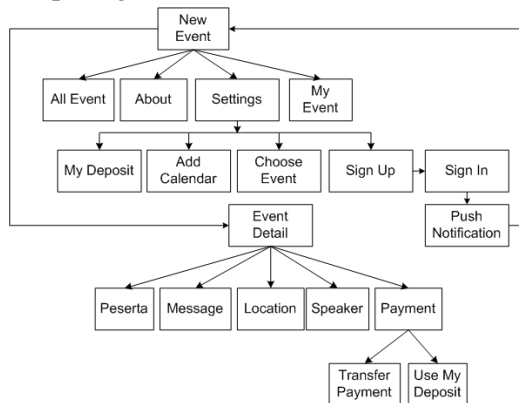 New
Event
All Event
About
Settings
My
Event
My Deposit
Add
Calendar
Choose
Event
Sign Up
Sign In
Event
Detail
Push
Notification
Peserta
Message
Location
Speaker
Payment
Transfer
Payment
Use My
Deposit